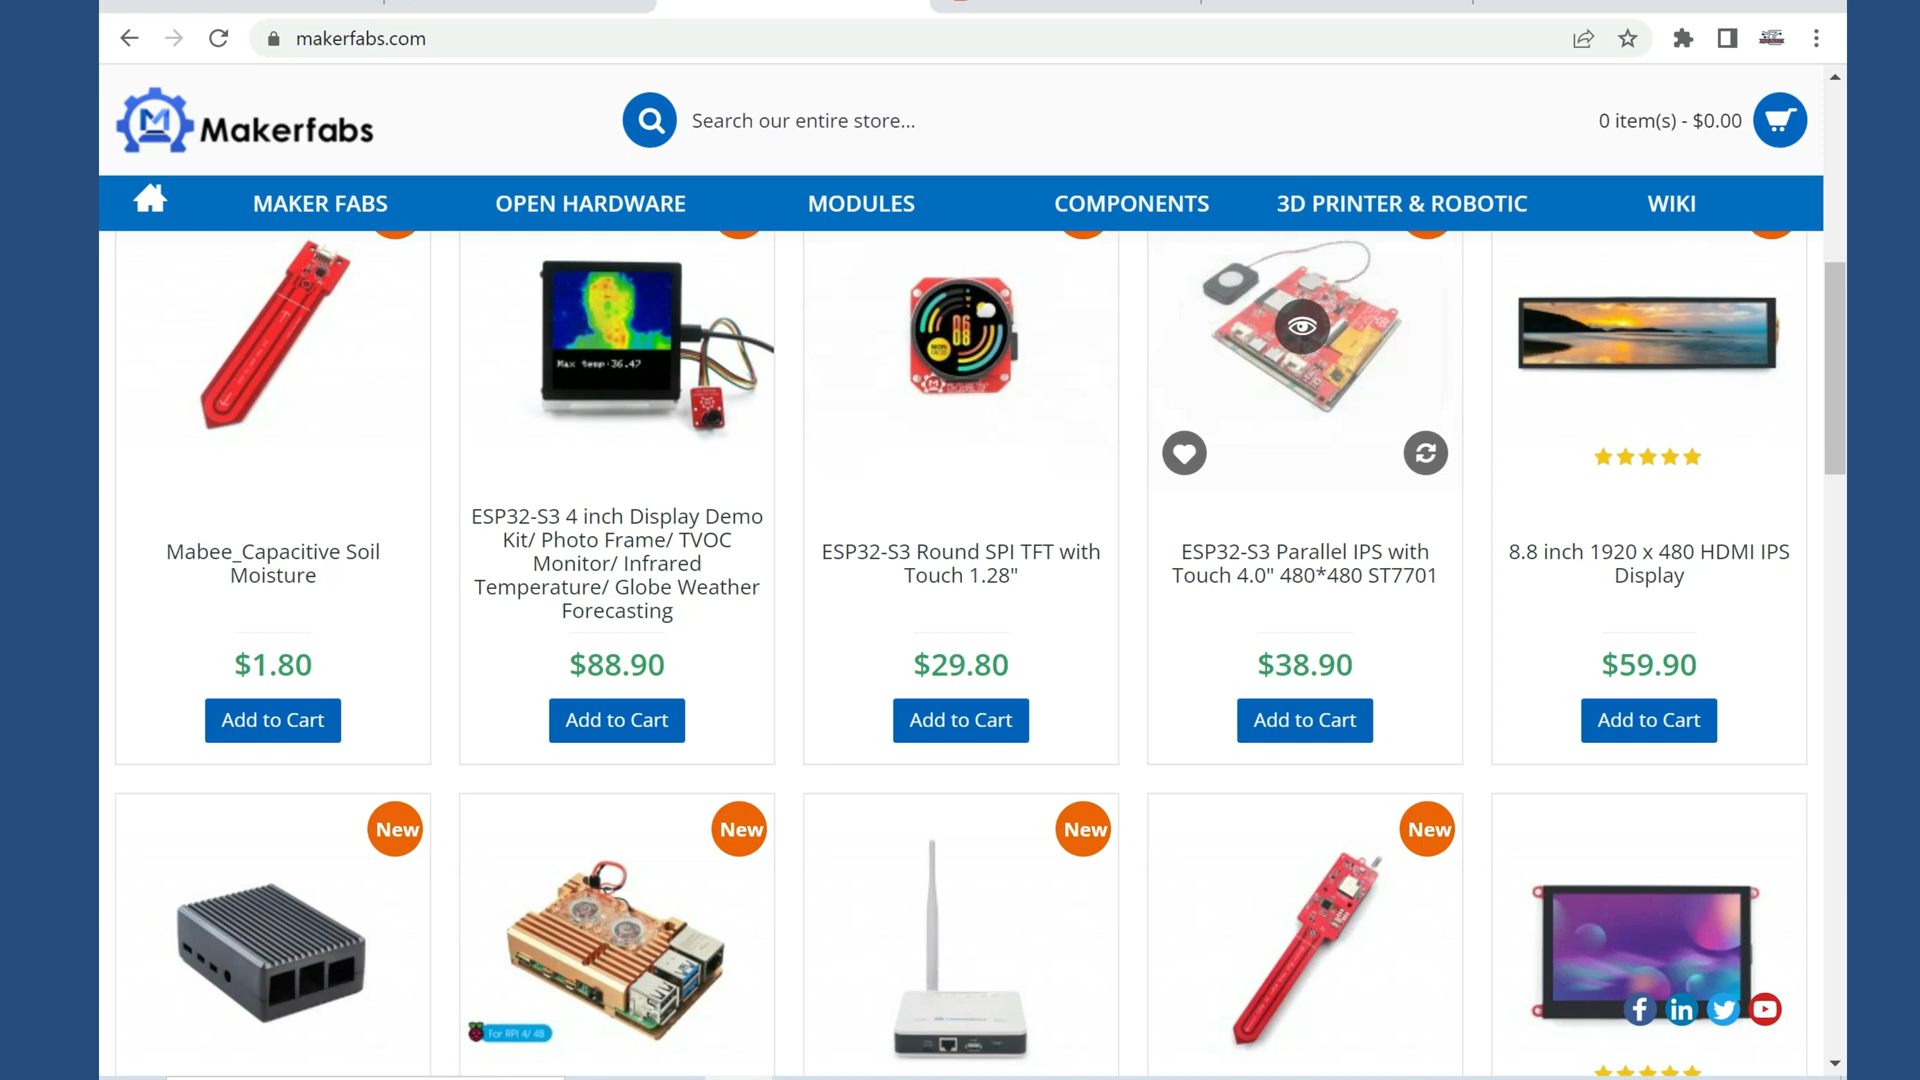 makerfabs.com
Makerfabs
Search our entire store...
0 item(s) - $0.00
MAKER FABS
OPEN HARDWARE
MODULES
COMPONENTS
3D PRINTER & ROBOTIC
WIKI
Max temp:36.47
Mabee_Capacitive Soil
Moisture
$1.80
Add to Cart
ESP32-S3 4 inch Display Demo
Kit/ Photo Frame/ TVOC
Monitor/ Infrared
Temperature/ Globe Weather
Forecasting
$88.90
Add to Cart
ESP32-S3 Round SPI TFT with
Touch 1.28"
$29.80
Add to Cart
ESP32-S3 Parallel IPS with
Touch 4.0" 480*480 ST7701
$38.90
Add to Cart
8.8 inch 1920 x 480 HDMI IPS
Display
$59.90
Add to Cart
New
New
For RPI 4/ 4B
New
New